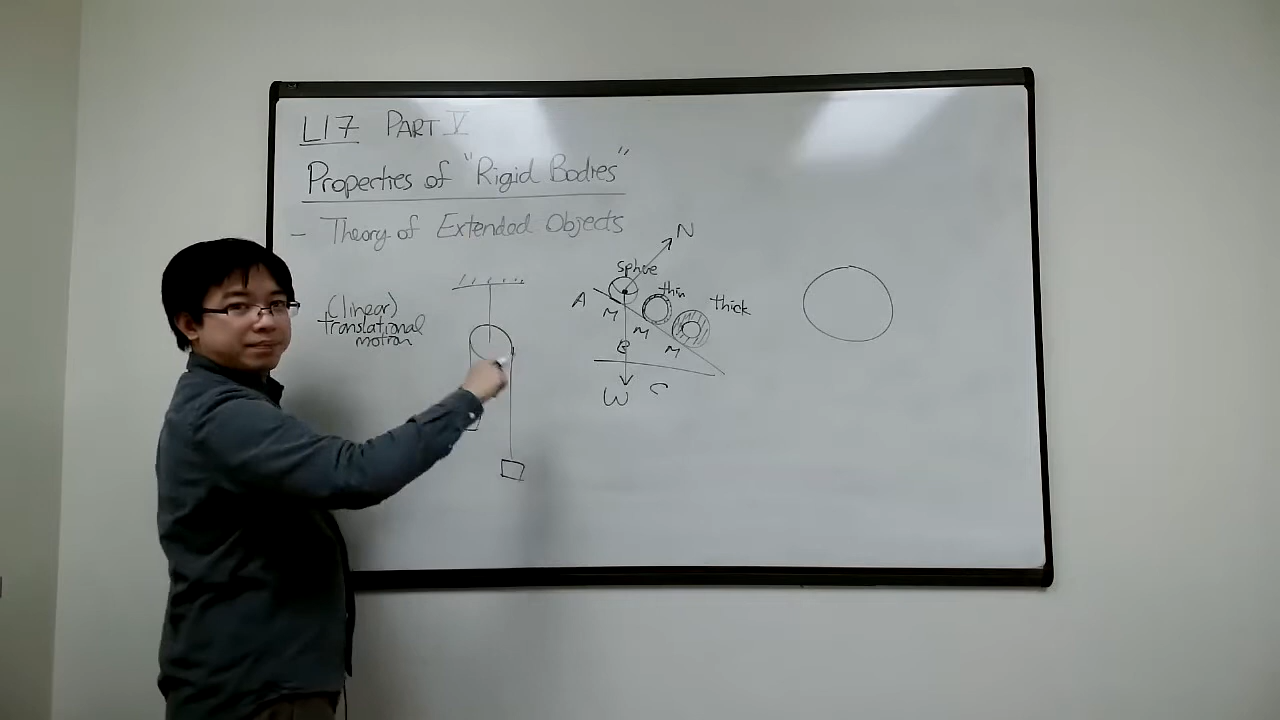 L17 PART V
Properties of "Rigid Bodies"
- Theory of Extended Objects
(linear)
translational
motion
N
sphere
thin
thick
A
M
M
M
W